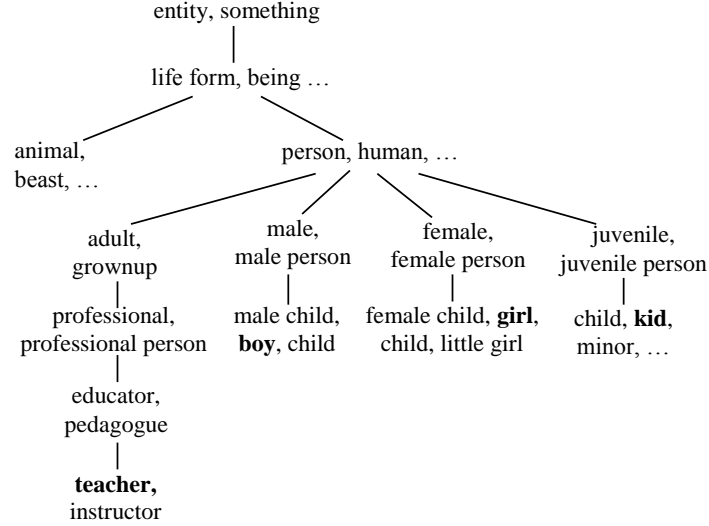 entity, something
life form, being …
animal,
beast, …
person, human, …
adult,
grownup
male,
male person
female,
female person
juvenile,
juvenile person
professional,
professional person
male child,
boy, child
female child, girl,
child, little girl
child, kid,
minor, …
educator,
pedagogue
teacher,
instructor